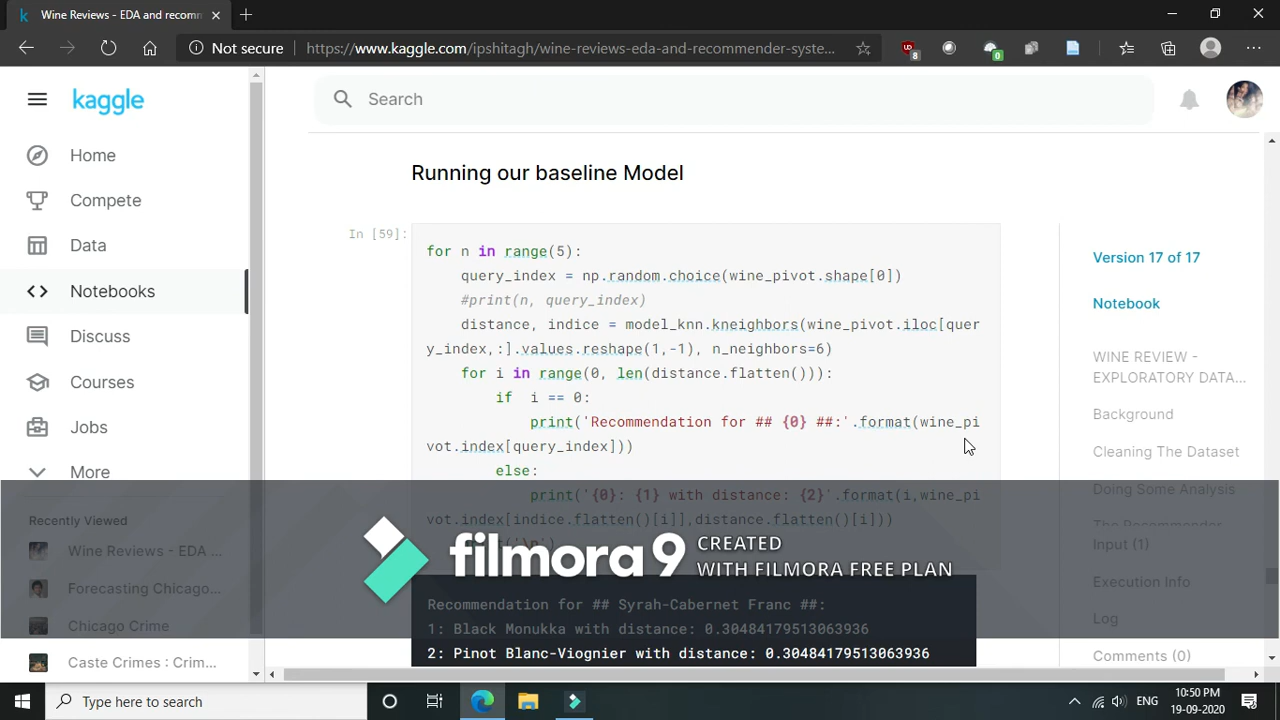 Wine Reviews - EDA and recomm
Not secure
https://www.kaggle.com/ipshitagh/wine-reviews-eda-and-recommender-syste...
8
0
kaggle
Search
Home
Compete
Data
Notebooks
Discuss
Courses
Jobs
More
Recently Viewed
Wine Reviews - EDA ...
Forecasting Chicago...
Chicago Crime
Caste Crimes : Crim...
Running our baseline Model
In [59]:
for n in range(5):
query_index = np.random.choice(wine_pivot.shape[0])
#print(n, query_index)
distance, indice = model_knn.kneighbors(wine_pivot.iloc[quer
y_index,:].values.reshape(1,-1), n_neighbors=6)
for i in range(0, len(distance.flatten())):
if  i == 0:
print('Recommendation for ## {0} ##:'.format(wine_pi
vot.index[query_index]))
else:
print('{0}: {1} with distance: {2}'.format(i,wine_pi
vot.index[indice.flatten()[i]],distance.flatten()[i]))
filmora 9
CREATED
WITH FILMORA FREE PLAN
Recommendation for ## Syrah-Cabernet Franc ##:
1: Black Monukka with distance: 0.30484179513063936
2: Pinot Blanc-Viognier with distance: 0.30484179513063936
Version 17 of 17
Notebook
WINE REVIEW -
EXPLORATORY DATA...
Background
Cleaning The Dataset
Doing Some Analysis
The Recommender
Input (1)
Execution Info
Log
Comments (0)
Type here to search
ENG
10:50 PM
19-09-2020